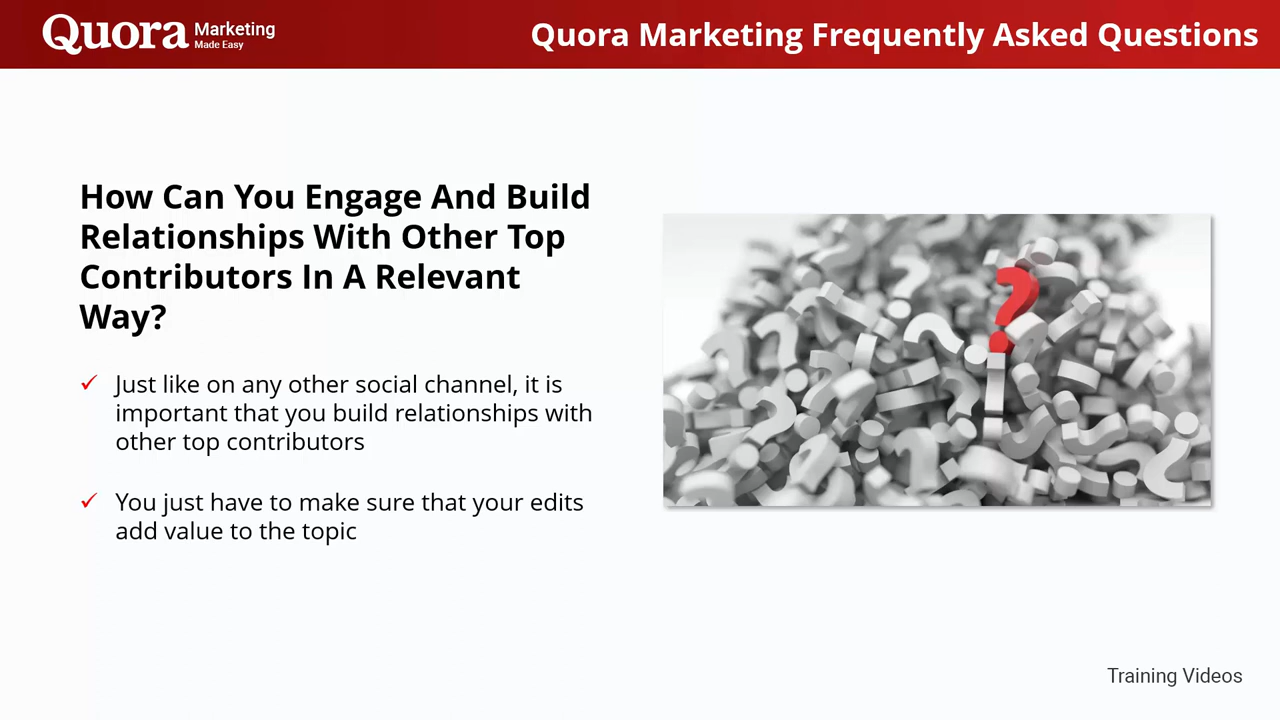 Quora Marketing
Made Easy
Quora Marketing Frequently Asked Questions
How Can You Engage And Build
Relationships With Other Top
Contributors In A Relevant
Way?
✓ Just like on any other social channel, it is
important that you build relationships with
other top contributors
✓ You just have to make sure that your edits
add value to the topic
Training Videos